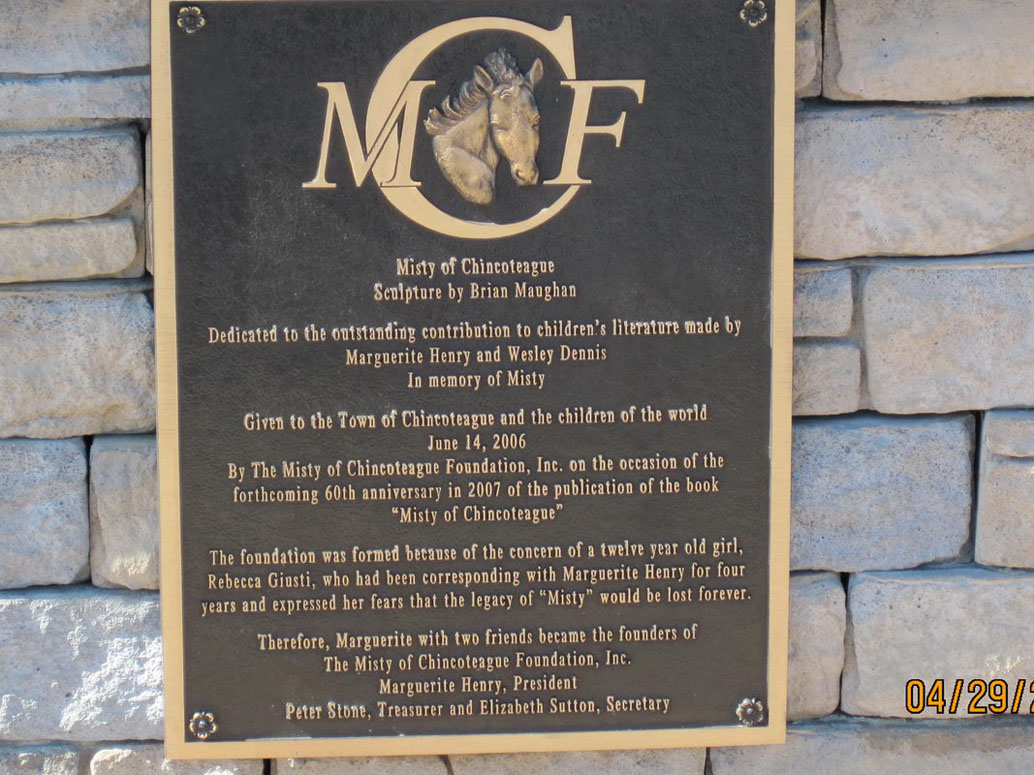 MCF
Misty of Chincoteague
Sculpture by Brian Maughan
Dedicated to the outstanding contribution to children's literature made by
Marguerite Henry and Wesley Dennis
In memory of Misty
Given to the Town of Chincoteague and the children of the world
June 14, 2006
By The Misty of Chincoteague Foundation, Inc. on the occasion of the
forthcoming 60th anniversary in 2007 of the publication of the book
"Misty of Chincoteague"
The foundation was formed because of the concern of a twelve year old girl,
Rebecca Giusti, who had been corresponding with Marguerite Henry for four
years and expressed her fears that the legacy of "Misty" would be lost forever.
Therefore, Marguerite with two friends became the founders of
The Misty of Chincoteague Foundation, Inc.
Marguerite Henry, President
Peter Stone, Treasurer and Elizabeth Sutton, Secretary
04/29/